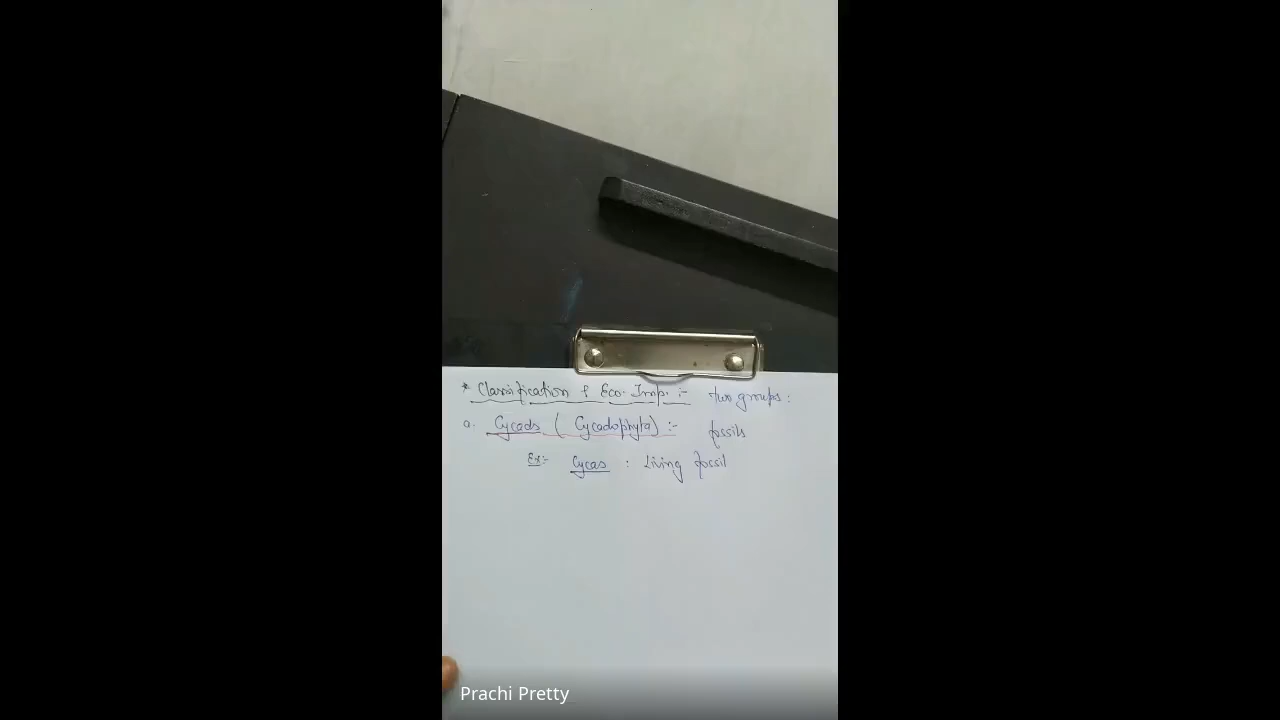 * Classification & Eco. Imp. :- two groups :
a. Cycads ( Cycadophyta) :- fossils
Ex:- Cycas : Living fossil
Prachi Pretty